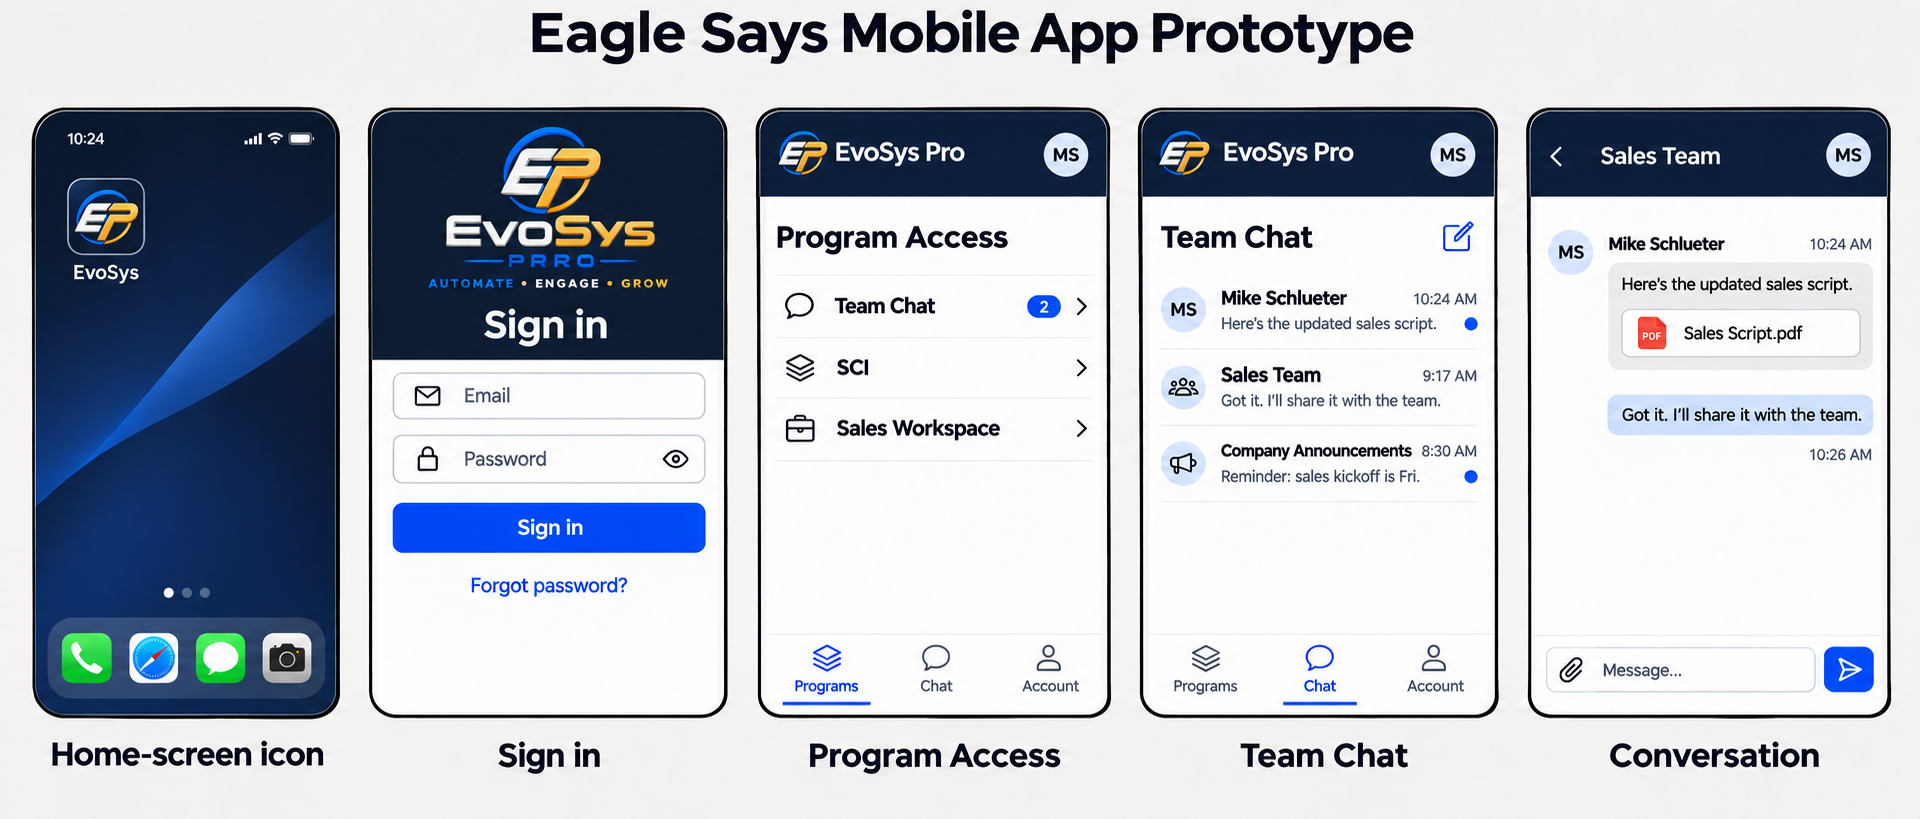 Eagle Says Mobile App Prototype
10:24
EP
EvoSys
Home-screen icon
EP
EvoSys
PRRO
AUTOMATE • ENGAGE • GROW
Sign in
Email
Password
Sign in
Forgot password?
Sign in
EP EvoSys Pro MS
Program Access
Team Chat 2
SCI
Sales Workspace
Programs Chat Account
Program Access
EP EvoSys Pro MS
Team Chat
MS Mike Schlueter 10:24 AM
Here's the updated sales script.
Sales Team 9:17 AM
Got it. I'll share it with the team.
Company Announcements 8:30 AM
Reminder: sales kickoff is Fri.
Programs Chat Account
Team Chat
Sales Team MS
MS Mike Schlueter 10:24 AM
Here's the updated sales script.
PDF Sales Script.pdf
Got it. I'll share it with the team.
10:26 AM
Message...
Conversation